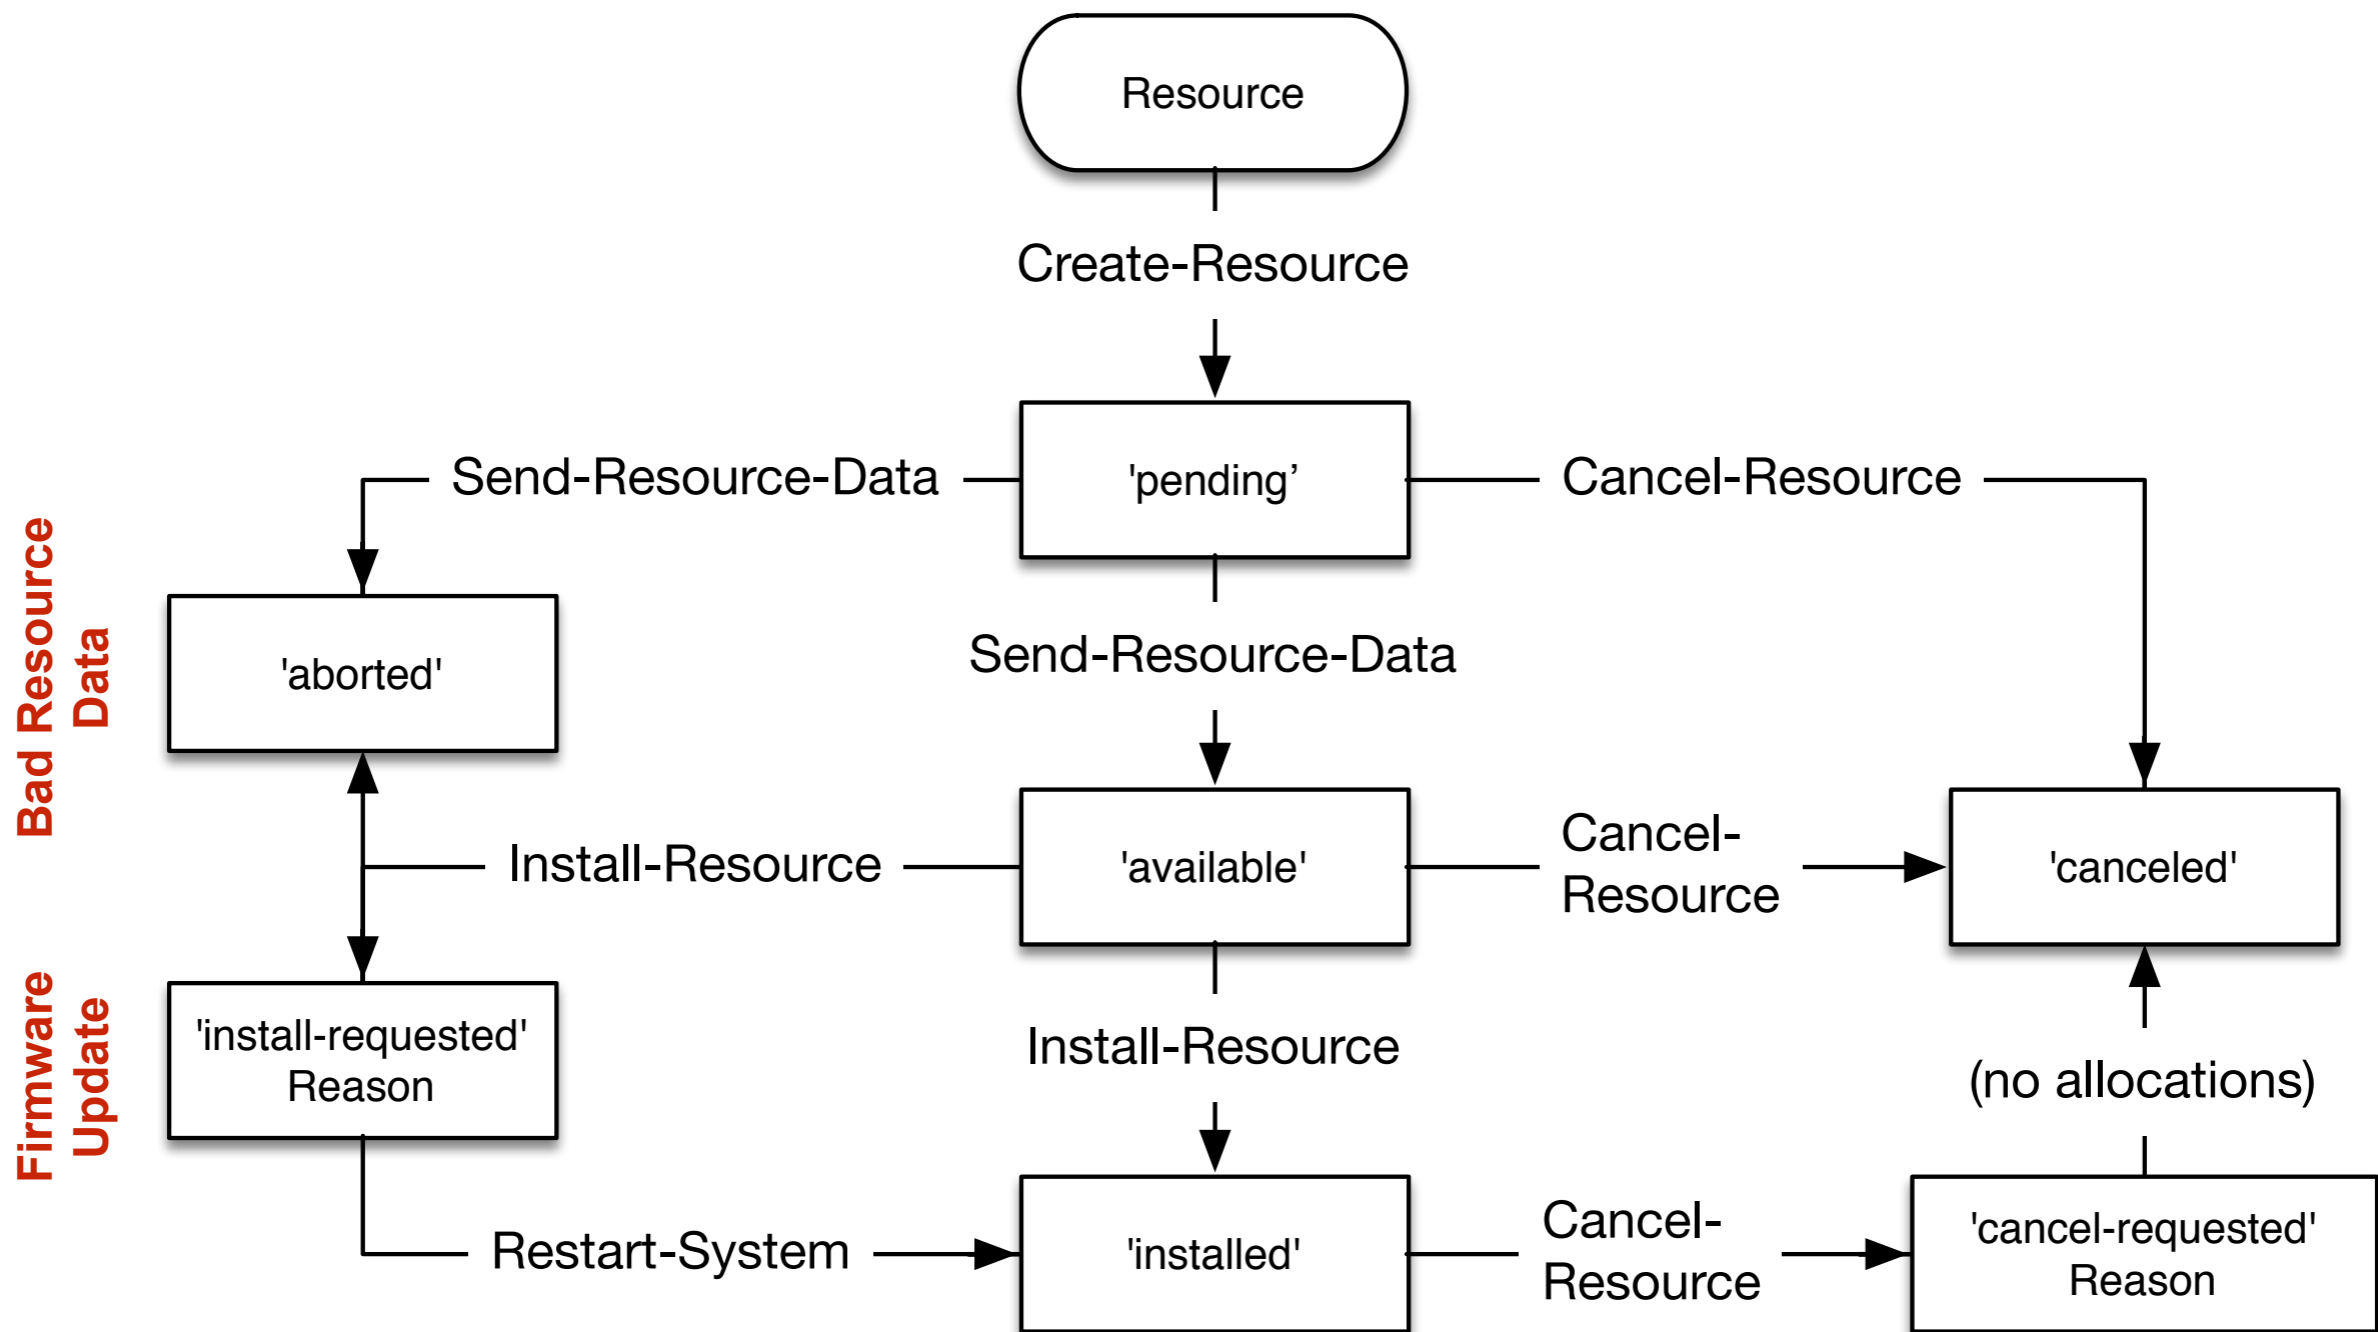 Resource
Create-Resource
Send-Resource-Data
'pending’
Cancel-Resource
Bad Resource
Data
'aborted'
Send-Resource-Data
Install-Resource
'available'
Cancel-
Resource
'canceled'
Firmware
Update
'install-requested'
Reason
Install-Resource
(no allocations)
Restart-System
'installed'
Cancel-
Resource
'cancel-requested'
Reason